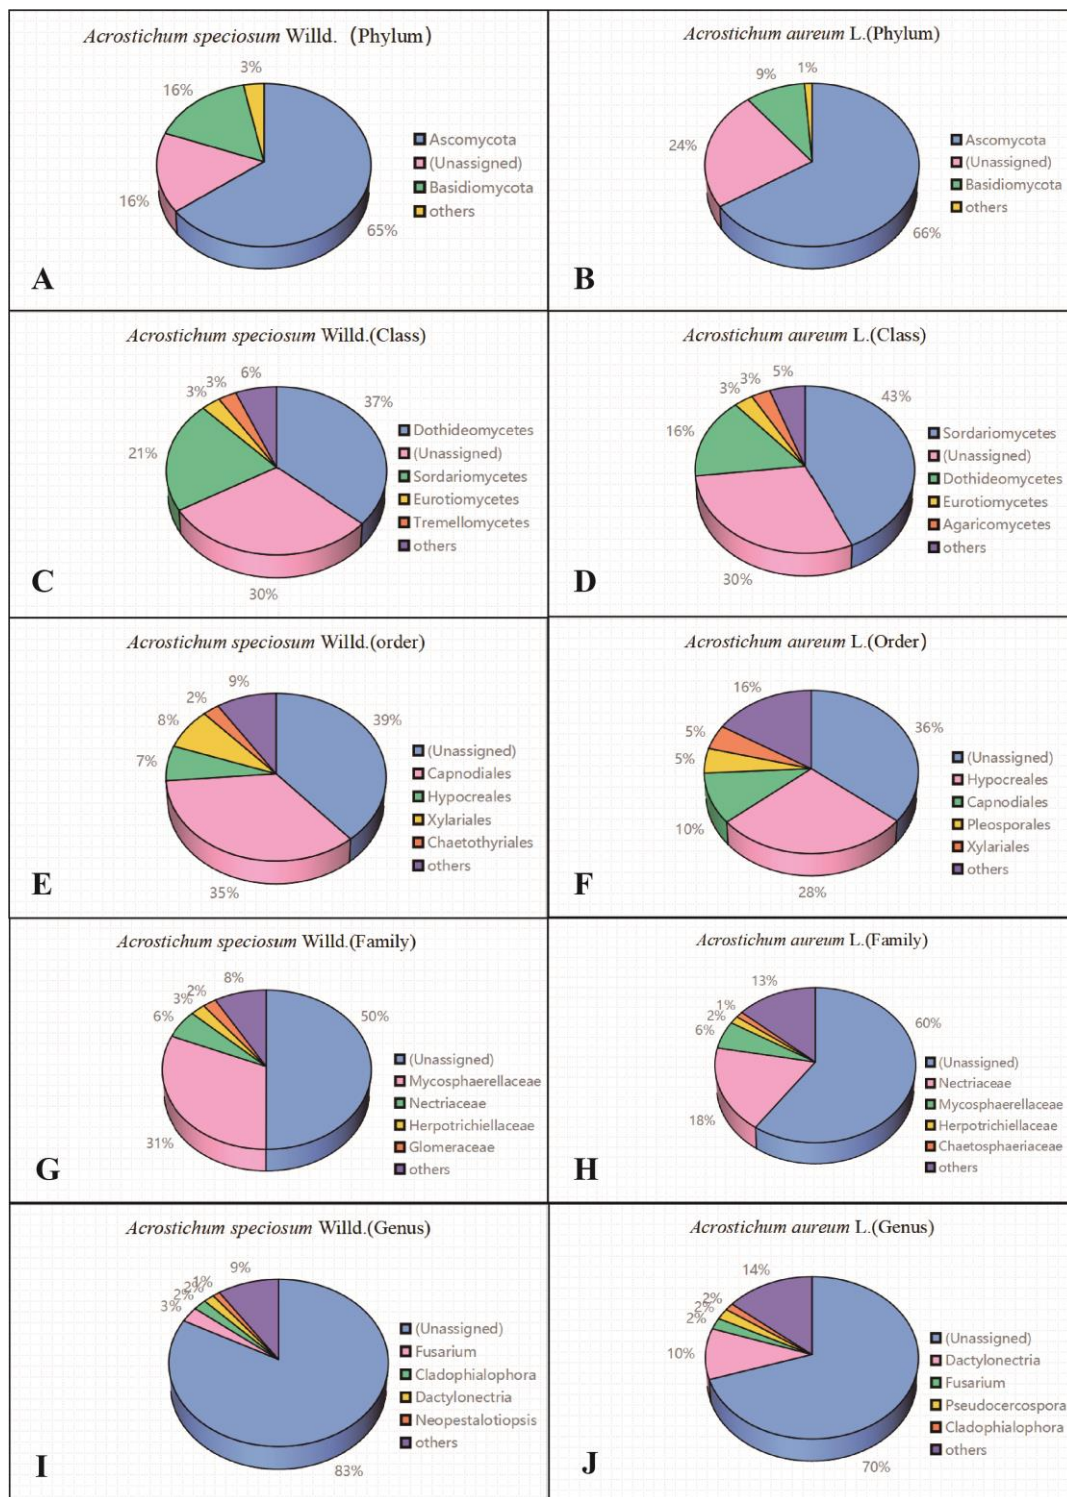 Acrostichum speciosum Willd. (Phylum)
3%
16%
16%
65%
Ascomycota
(Unassigned)
Basidiomycota
others
A
Acrostichum aureum L.(Phylum)
1%
9%
24%
66%
Ascomycota
(Unassigned)
Basidiomycota
others
B
Acrostichum speciosum Willd.(Class)
6%
3%
3%
37%
21%
30%
Dothideomycetes
(Unassigned)
Sordariomycetes
Eurotiomycetes
Tremellomycetes
others
C
Acrostichum aureum L.(Class)
5%
3%
3%
43%
16%
30%
Sordariomycetes
(Unassigned)
Dothideomycetes
Eurotiomycetes
Agaricomycetes
others
D
Acrostichum speciosum Willd.(order)
9%
2%
8%
39%
7%
35%
(Unassigned)
Capnodiales
Hypocreales
Xylariales
Chaetothyriales
others
E
Acrostichum aureum L.(Order)
16%
5%
5%
36%
10%
28%
(Unassigned)
Hypocreales
Capnodiales
Pleosporales
Xylariales
others
F
Acrostichum speciosum Willd.(Family)
8%
2%
3%
6%
50%
31%
(Unassigned)
Mycosphaerellaceae
Nectriaceae
Herpotrichiellaceae
Glomeraceae
others
G
Acrostichum aureum L.(Family)
13%
1%
2%
6%
60%
18%
(Unassigned)
Nectriaceae
Mycosphaerellaceae
Herpotrichiellaceae
Chaetosphaeriaceae
others
H
Acrostichum speciosum Willd.(Genus)
9%
1%
2%
2%
3%
83%
(Unassigned)
Fusarium
Cladophialophora
Dactylonectria
Neopestalotiopsis
others
I
Acrostichum aureum L.(Genus)
14%
2%
2%
2%
10%
70%
(Unassigned)
Dactylonectria
Fusarium
Pseudocercospora
Cladophialophora
others
J